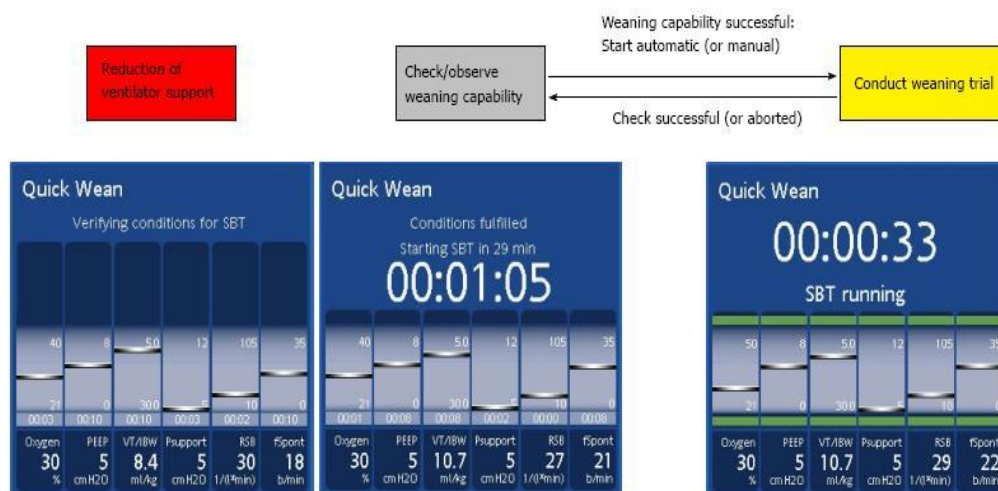 Weaning capability successful:
Start automatic (or manual)
Reduction of
ventilator support
Check/observe
weaning capability
Conduct weaning trial
Check successful (or aborted)
Quick Wean
Verifying conditions for SBT
40 8 5.0 12 105 35
21 0 30.0 5 10 0
00:03 00:10 00:10 00:03 00:02 00:10
Oxygen PEEP VT/IBW Psupport RSB fSpont
30 5 8.4 5 30 18
% cmH2O ml/kg cmH2O 1/(l*min) b/min
Quick Wean
Conditions fulfilled
Starting SBT in 29 min
00:01:05
40 8 5.0 12 105 35
21 0 30.0 5 10 0
00:01 00:08 00:08 00:02 00:00 00:08
Oxygen PEEP VT/IBW Psupport RSB fSpont
30 5 10.7 5 27 21
% cmH2O ml/kg cmH2O 1/(l*min) b/min
Quick Wean
00:00:33
SBT running
50 8 5.0 12 105 35
21 0 30.0 5 10 0
Oxygen PEEP VT/IBW Psupport RSB fSpont
30 5 10.7 5 29 22
% cmH2O ml/kg cmH2O 1/(l*min) b/min